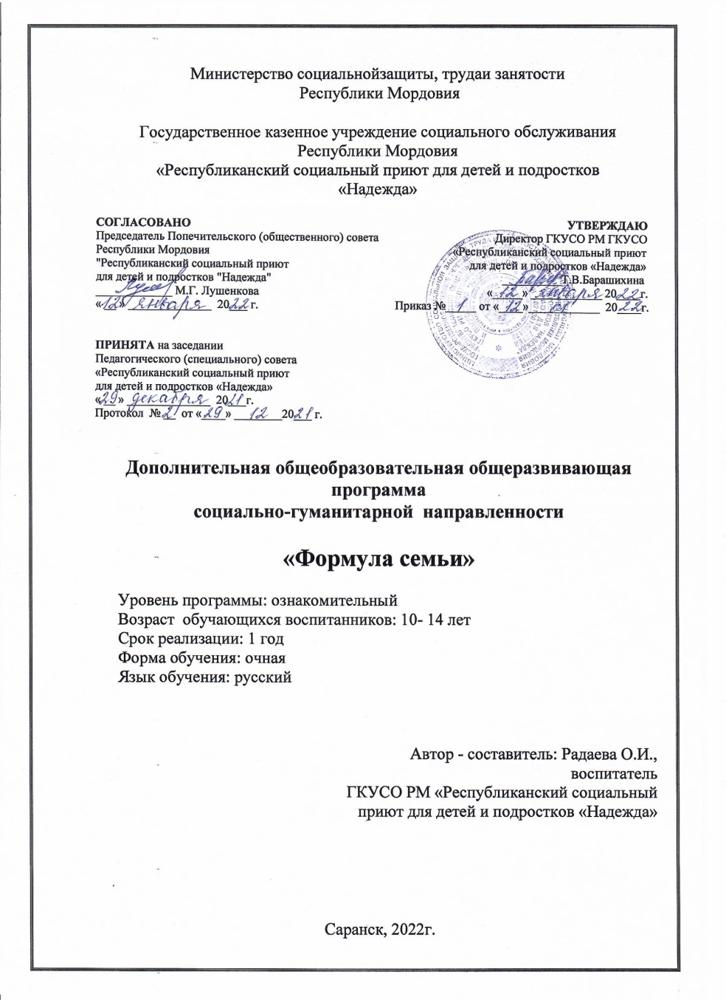 Министерство социальнойзащиты, трудаи занятости
Республики Мордовия
Государственное казенное учреждение социального обслуживания
Республики Мордовия
«Республиканский социальный приют для детей и подростков
«Надежда»
СОГЛАСОВАНО
Председатель Попечительского (общественного) совета
Республики Мордовия
"Республиканский социальный приют
для детей и подростков "Надежда"
М.Г. Лушенкова
«12» января 2022 г.
УТВЕРЖДАЮ
Директор ГКУСО РМ ГКУСО
«Республиканский социальный приют
для детей и подростков «Надежда»
Т.В.Барашихина
«12» января 2022г.
Приказ № 1 от «12» 01 2022г.
ПРИНЯТА на заседании
Педагогического (специального) совета
«Республиканский социальный приют
для детей и подростков «Надежда»
«29» декабря 2021г.
Протокол №2 от «29» 12 2021 г.
Дополнительная общеобразовательная общеразвивающая
программа
социально-гуманитарной направленности
«Формула семьи»
Уровень программы: ознакомительный
Возраст обучающихся воспитанников: 10- 14 лет
Срок реализации: 1 год
Форма обучения: очная
Язык обучения: русский
Автор - составитель: Радаева О.И.,
воспитатель
ГКУСО РМ «Республиканский социальный
приют для детей и подростков «Надежда»
Саранск, 2022г.